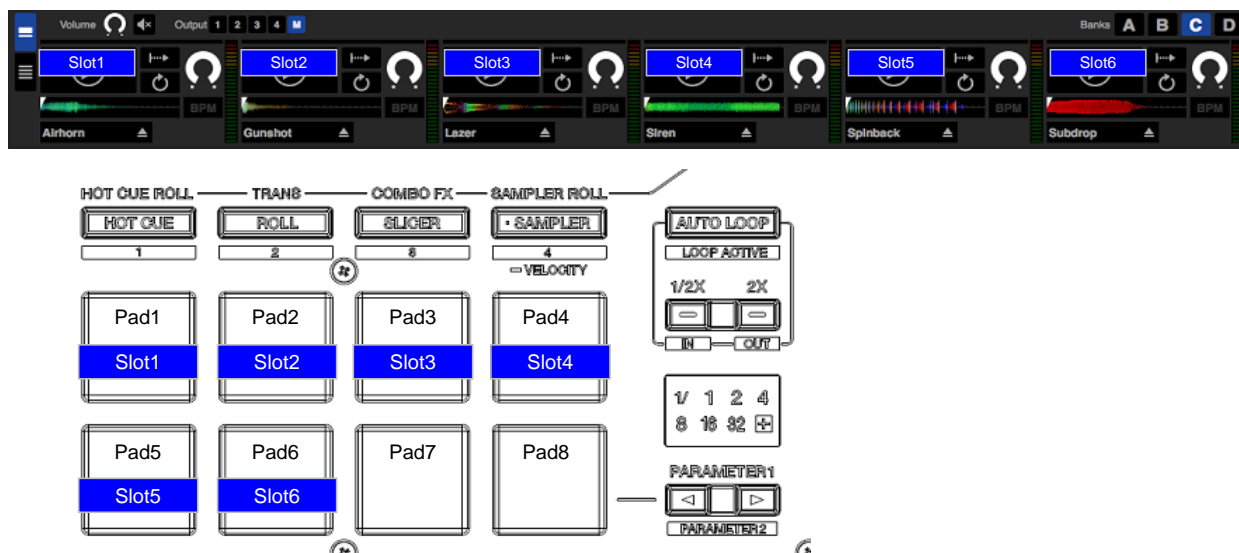 Volume Output 1 2 3 4 M Banks A B C D
Slot1 Slot2 Slot3 Slot4 Slot5 Slot6
BPM BPM BPM BPM BPM BPM
Airhorn Gunshot Lazer Siren Spinback Subdrop
HOT CUE ROLL TRANS COMBO FX SAMPLER ROLL
HOT CUE ROLL SLICER SAMPLER AUTO LOOP
1 2 3 4 LOOP ACTIVE
VELOCITY
1/2X 2X
Pad1 Pad2 Pad3 Pad4
IN OUT
Slot1 Slot2 Slot3 Slot4
1/ 1 2 4
8 16 32 +
Pad5 Pad6 Pad7 Pad8
PARAMETER1
Slot5 Slot6
PARAMETER2